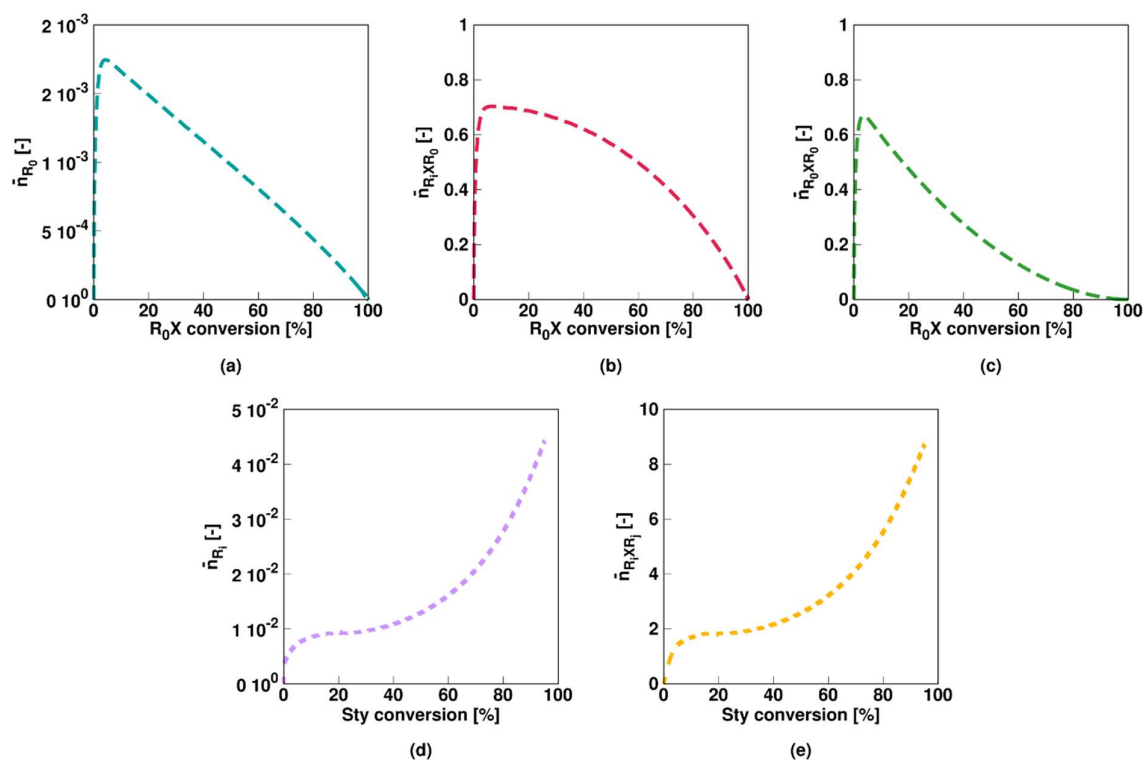 2 10⁻³
2 10⁻³
1 10⁻³
5 10⁻⁴
0 10⁰
n̄R₀ [-]
0 20 40 60 80 100
R₀X conversion [%]
(a)
1
0.8
0.6
0.4
0.2
0
n̄RᵢXR₀ [-]
0 20 40 60 80 100
R₀X conversion [%]
(b)
1
0.8
0.6
0.4
0.2
0
n̄R₀XR₀ [-]
0 20 40 60 80 100
R₀X conversion [%]
(c)
5 10⁻²
4 10⁻²
3 10⁻²
2 10⁻²
1 10⁻²
0 10⁰
n̄Rᵢ [-]
0 20 40 60 80 100
Sty conversion [%]
(d)
10
8
6
4
2
0
n̄RᵢXRⱼ [-]
0 20 40 60 80 100
Sty conversion [%]
(e)